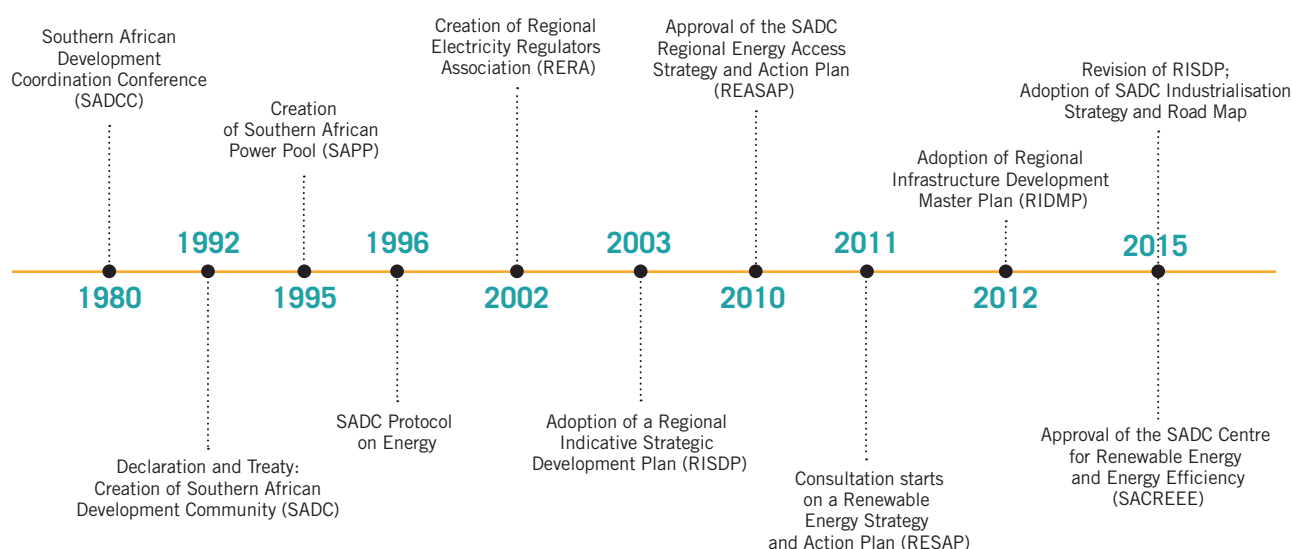 Southern African
Development
Coordination Conference
(SADCC)
1980
1992
Declaration and Treaty:
Creation of Southern African
Development Community (SADC)
Creation
of Southern African
Power Pool (SAPP)
1995
1996
SADC Protocol
on Energy
Creation of Regional
Electricity Regulators
Association (RERA)
2002
2003
Adoption of a Regional
Indicative Strategic
Development Plan (RISDP)
Approval of the SADC
Regional Energy Access
Strategy and Action Plan
(REASAP)
2010
2011
Consultation starts
on a Renewable
Energy Strategy
and Action Plan (RESAP)
Adoption of Regional
Infrastructure Development
Master Plan (RIDMP)
2012
Revision of RISDP;
Adoption of SADC Industrialisation
Strategy and Road Map
2015
Approval of the SADC Centre
for Renewable Energy
and Energy Efficiency
(SACREEE)